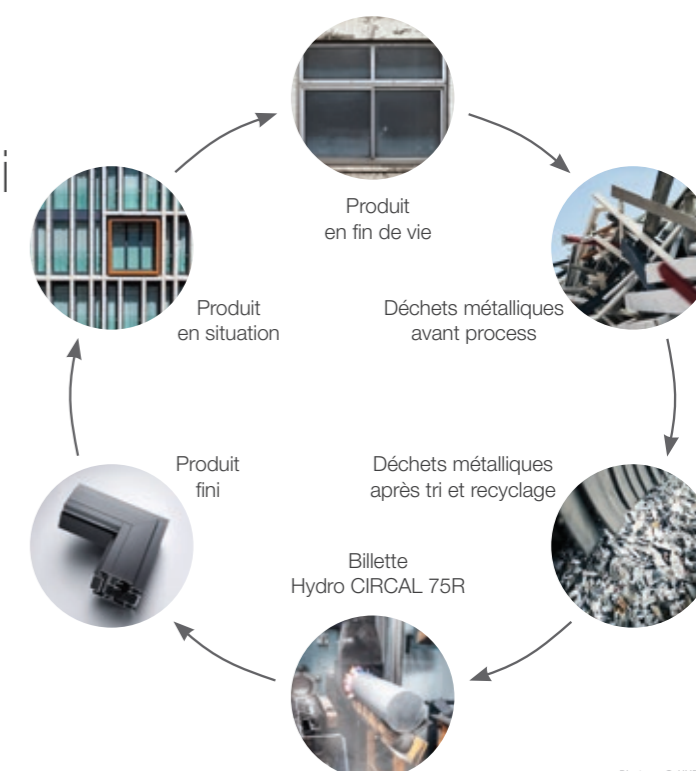 Produit
en fin de vie
Produit
en situation
Déchets métalliques
avant process
Produit
fini
Déchets métalliques
après tri et recyclage
Billette
Hydro CIRCAL 75R